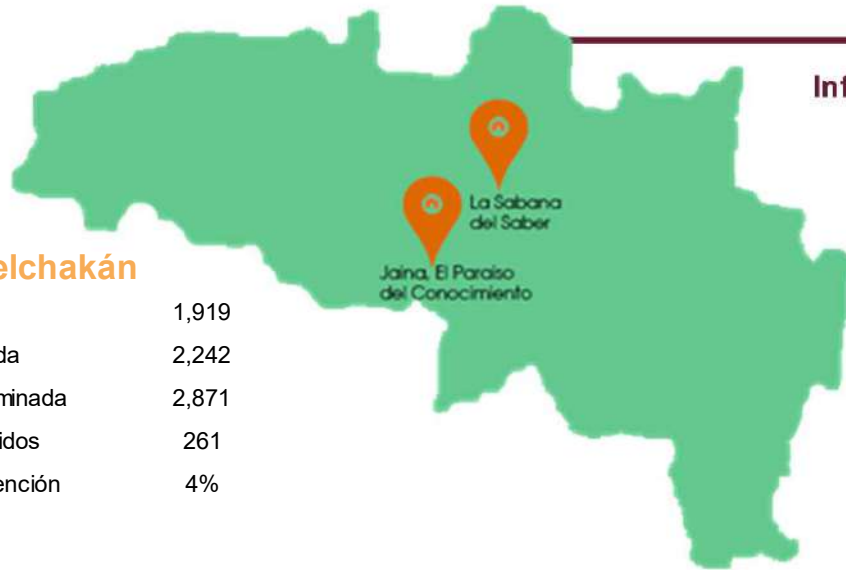 Inf
La Sabana
del Saber
Jaina, El Paraiso
del Conocimiento
elchakán
1,919
da 2,242
minada 2,871
idos 261
ención 4%